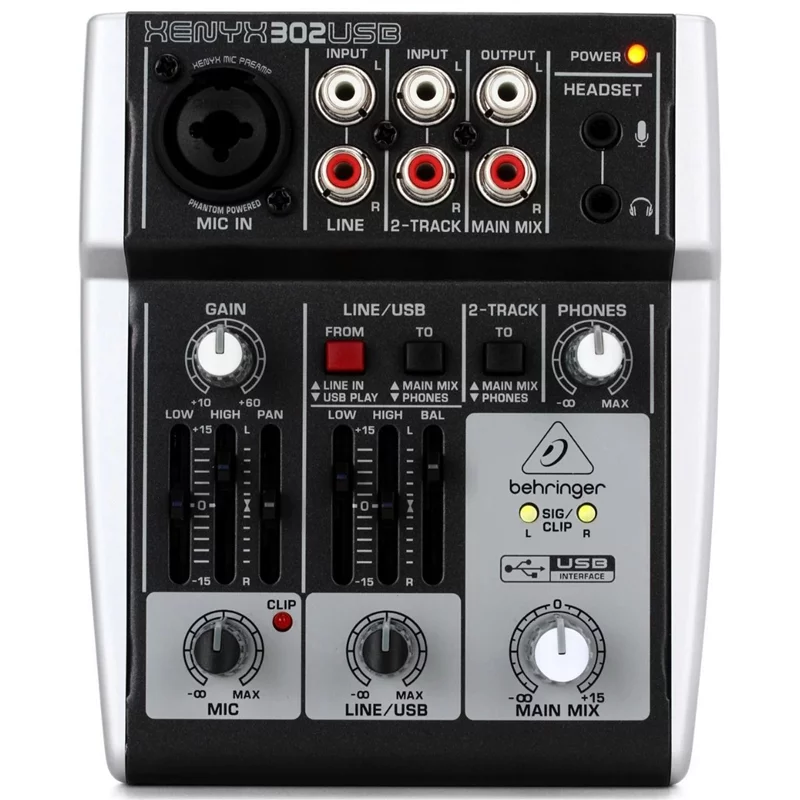 XENYX302USB
XENYX MIC PREAMP
PHANTOM POWERED
MIC IN
INPUT L
R
LINE
INPUT L
R
2-TRACK
OUTPUT L
R
MAIN MIX
POWER
HEADSET
GAIN
+10 +60
LINE/USB
FROM
▲LINE IN
▼USB PLAY
TO
▲MAIN MIX
▼PHONES
2-TRACK
TO
▲MAIN MIX
▼PHONES
PHONES
-∞ MAX
LOW HIGH PAN
+15 L
0
-15 R
LOW HIGH BAL
+15 L
0
-15 R
behringer
SIG/
CLIP
L R
USB
INTERFACE
CLIP
-∞ MAX
MIC
-∞ MAX
LINE/USB
0
-∞ +15
MAIN MIX